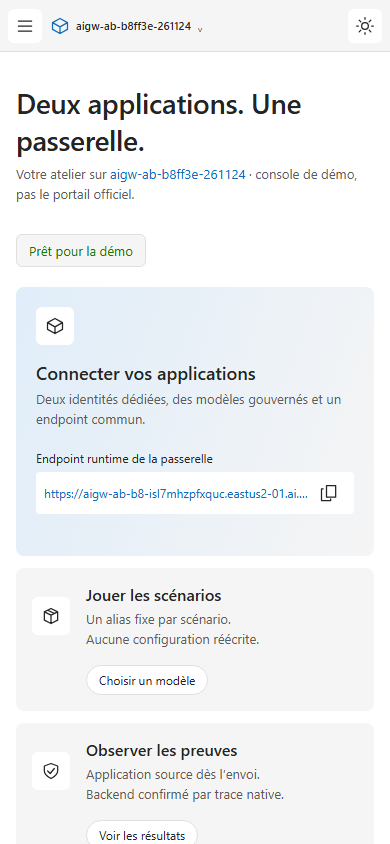 aigw-ab-b8ff3e-261124
Deux applications. Une
passerelle.
Votre atelier sur aigw-ab-b8ff3e-261124 · console de démo,
pas le portail officiel.
Prêt pour la démo
Connecter vos applications
Deux identités dédiées, des modèles gouvernés et un
endpoint commun.
Endpoint runtime de la passerelle
https://aigw-ab-b8-isl7mhzpfxquc.eastus2-01.ai....
Jouer les scénarios
Un alias fixe par scénario.
Aucune configuration réécrite.
Choisir un modèle
Observer les preuves
Application source dès l'envoi.
Backend confirmé par trace native.
Voir les résultats